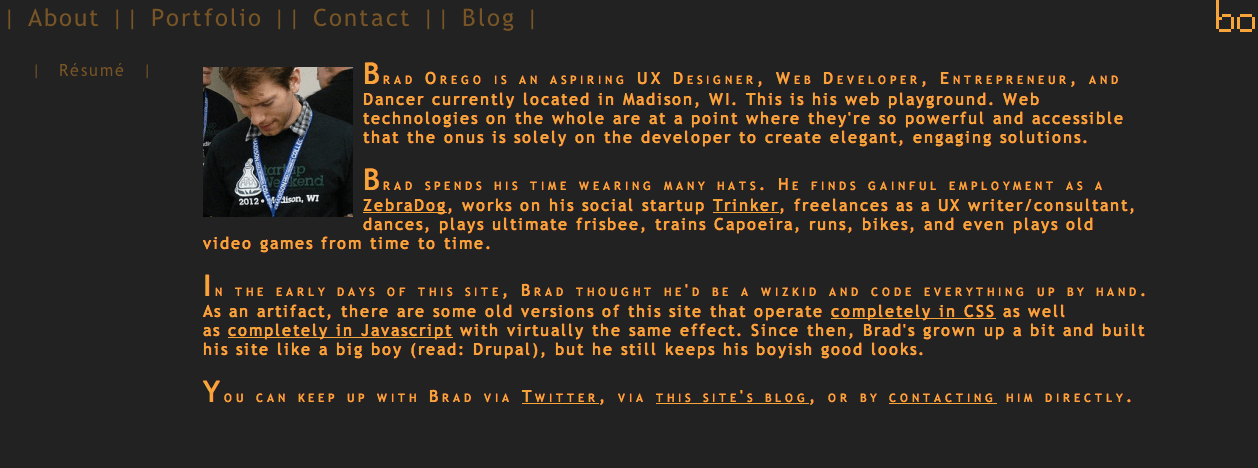 | About || Portfolio || Contact || Blog |
bo
| Résumé |
Brad Orego is an aspiring UX Designer, Web Developer, Entrepreneur, and
Dancer currently located in Madison, WI. This is his web playground. Web
technologies on the whole are at a point where they're so powerful and accessible
that the onus is solely on the developer to create elegant, engaging solutions.
Startup
Weekend
2012 • Madison, WI
Brad spends his time wearing many hats. He finds gainful employment as a
ZebraDog, works on his social startup Trinker, freelances as a UX writer/consultant,
dances, plays ultimate frisbee, trains Capoeira, runs, bikes, and even plays old
video games from time to time.
In the early days of this site, Brad thought he'd be a wizkid and code everything up by hand.
As an artifact, there are some old versions of this site that operate completely in CSS as well
as completely in Javascript with virtually the same effect. Since then, Brad's grown up a bit and built
his site like a big boy (read: Drupal), but he still keeps his boyish good looks.
You can keep up with Brad via Twitter, via this site's blog, or by contacting him directly.